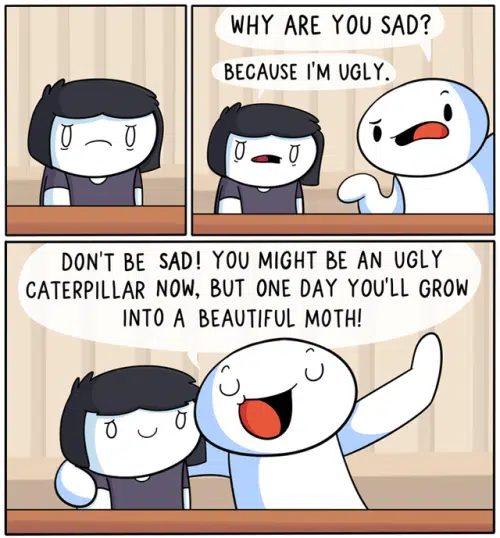 WHY ARE YOU SAD?
BECAUSE I'M UGLY.
DON'T BE SAD! YOU MIGHT BE AN UGLY
CATERPILLAR NOW, BUT ONE DAY YOU'LL GROW
INTO A BEAUTIFUL MOTH!